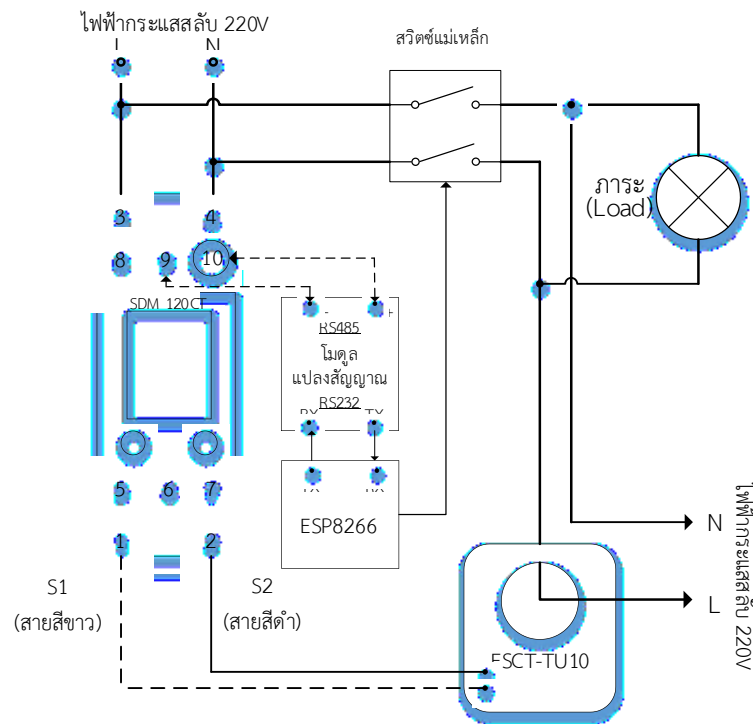 ไฟฟ้ากระแสสลับ 220V
L N
สวิตซ์แม่เหล็ก
3 4
8 9 10
ภาระ
(Load)
SDM 120CT
- +
RS485
โมดูล
แปลงสัญญาณ
RS232
RX TX
ESP8266
5 6 7
1 2
S1
(สายสีขาว)
S2
(สายสีดำ)
ESCT-TU10
N
L
ไฟฟ้ากระแสสลับ 220V